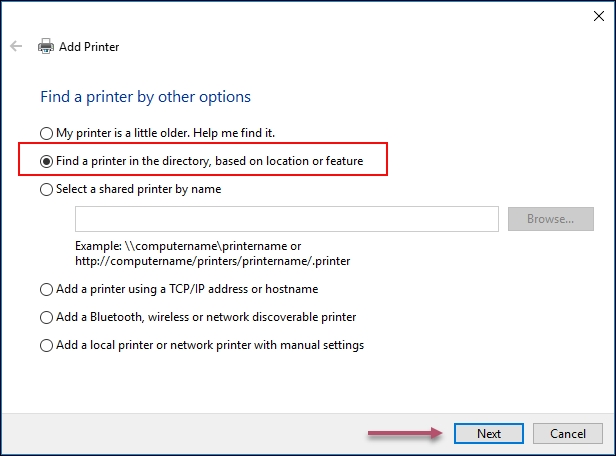 Add Printer
Find a printer by other options
My printer is a little older. Help me find it.
Find a printer in the directory, based on location or feature
Select a shared printer by name
Browse...
Example: \\computername\printername or
http://computername/printers/printername/.printer
Add a printer using a TCP/IP address or hostname
Add a Bluetooth, wireless or network discoverable printer
Add a local printer or network printer with manual settings
Next
Cancel